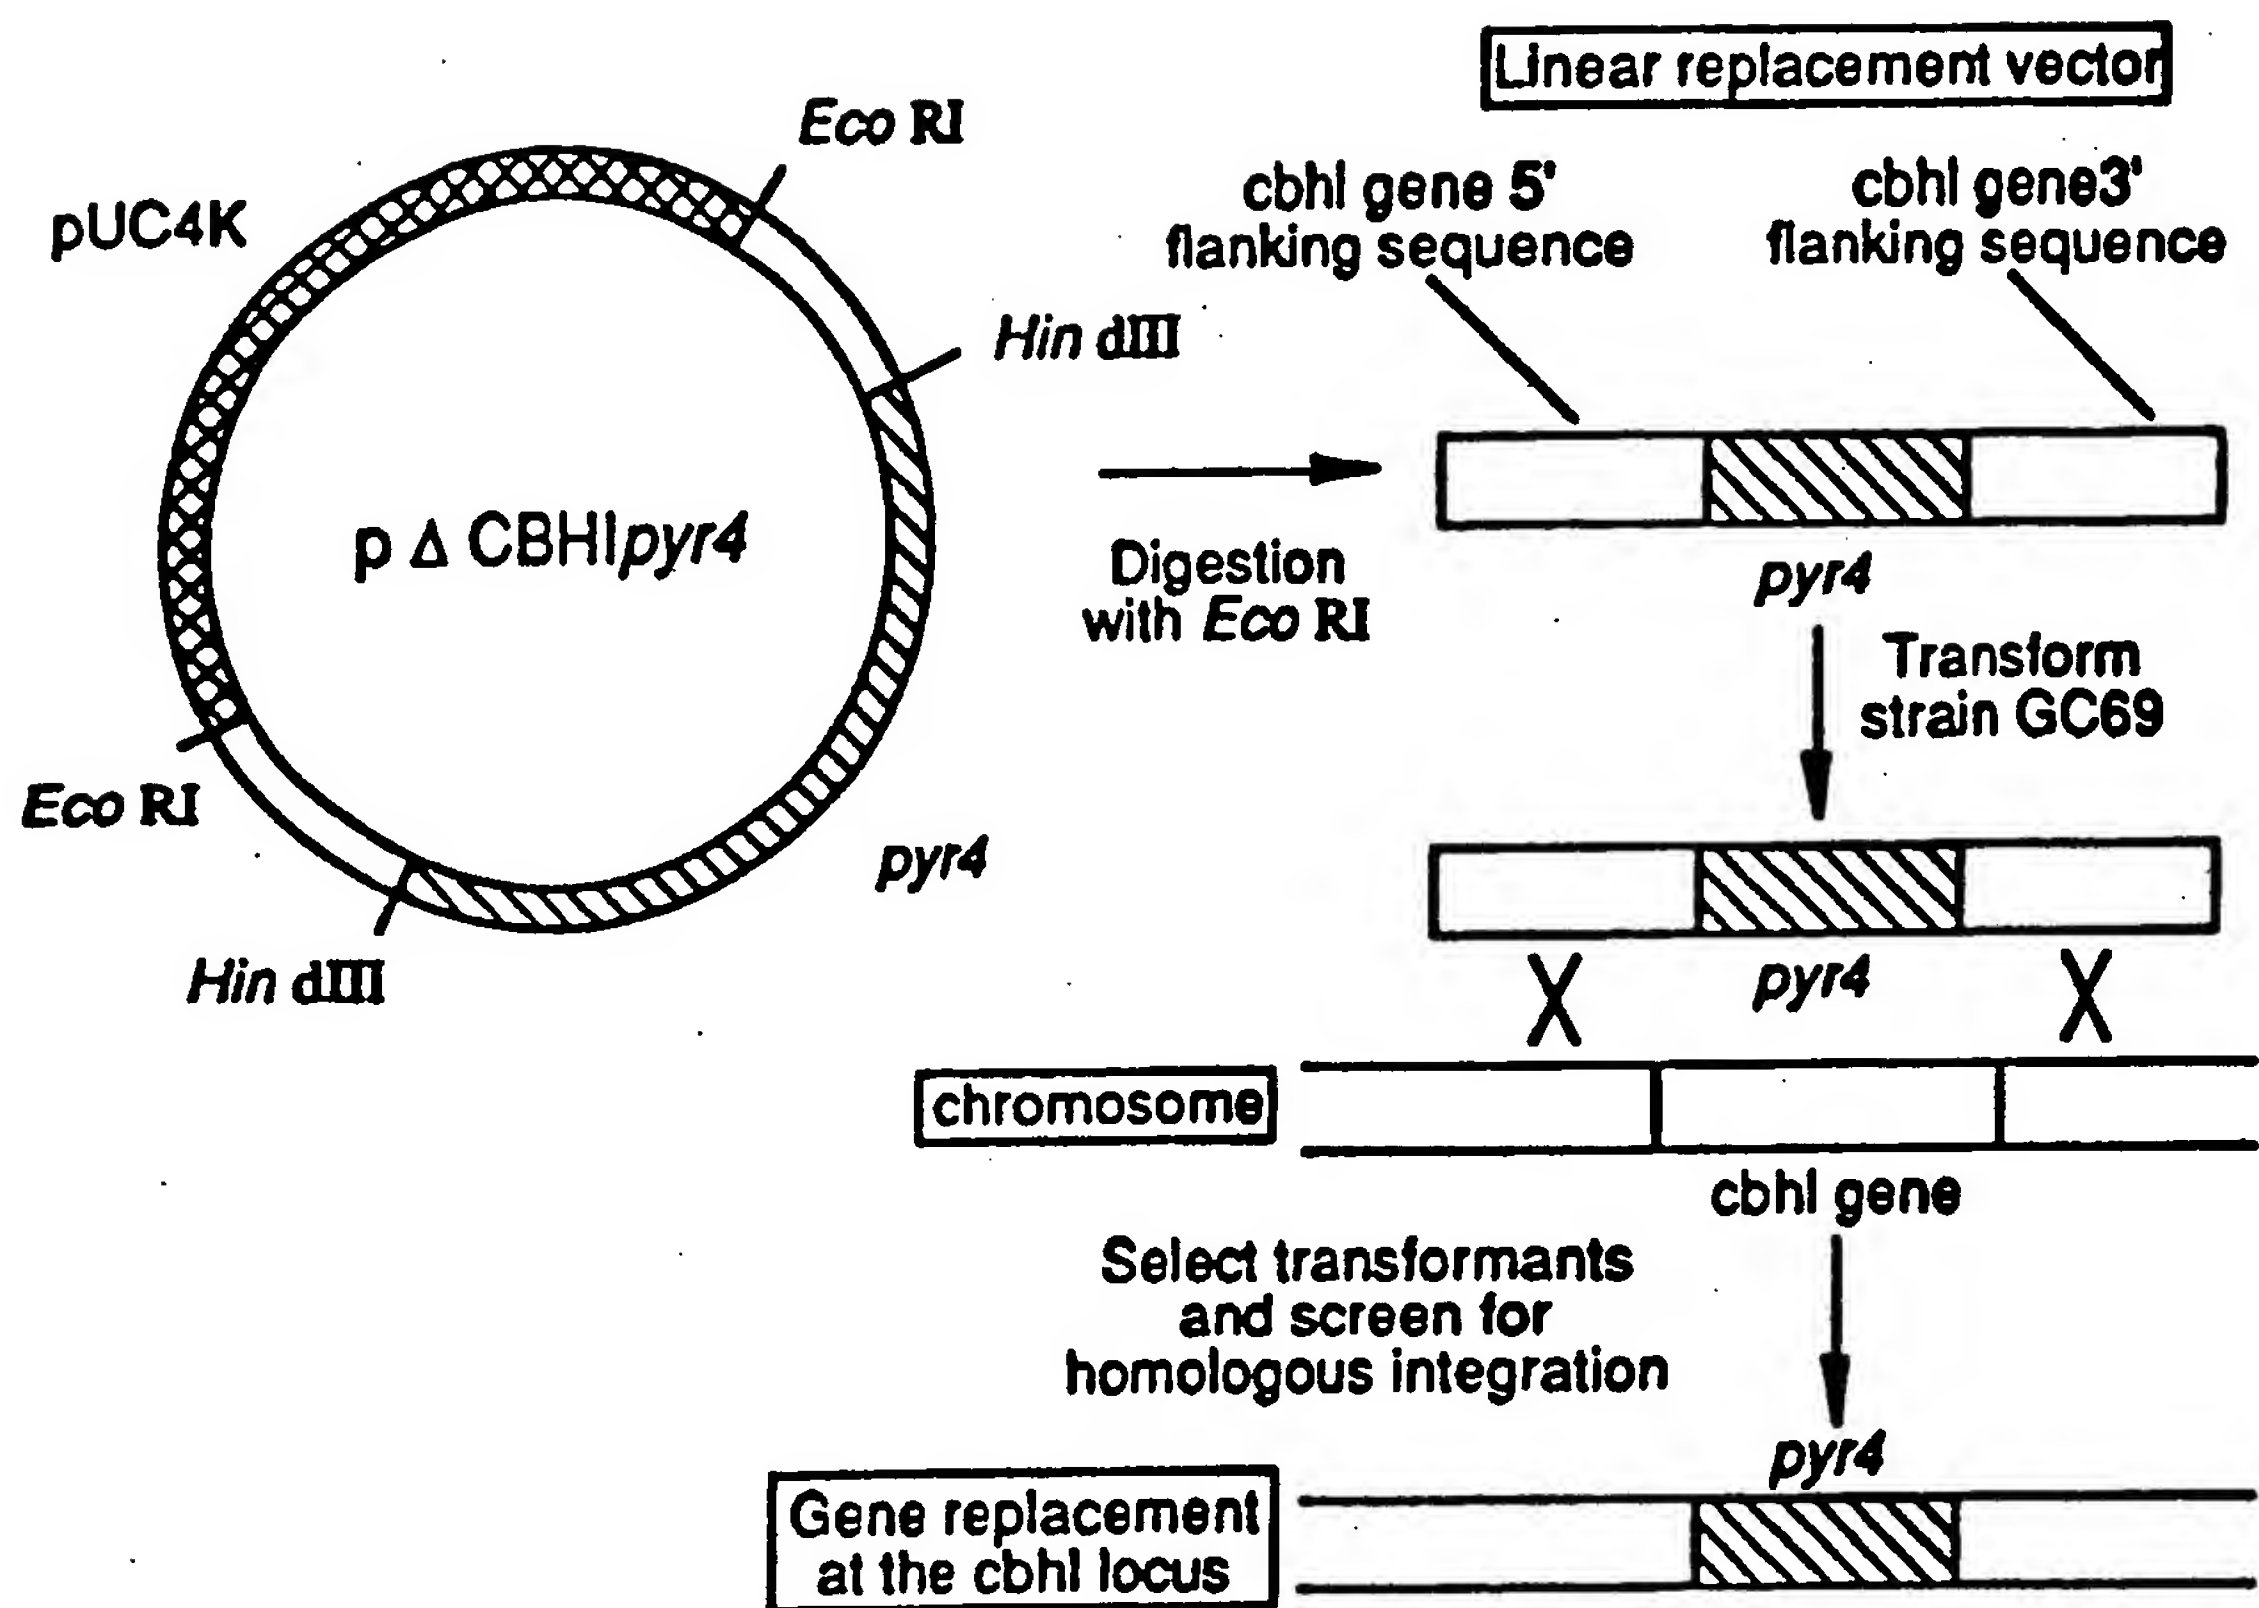 Linear replacement vector
Eco RI
pUC4K
cbhI gene 5'
flanking sequence
cbhI gene3'
flanking sequence
Hin dIII
p Δ CBHIpyr4
Digestion
with Eco RI
pyr4
Transform
strain GC69
Eco RI
pyr4
Hin dIII
pyr4
chromosome
cbhI gene
Select transformants
and screen for
homologous integration
pyr4
Gene replacement
at the cbhI locus